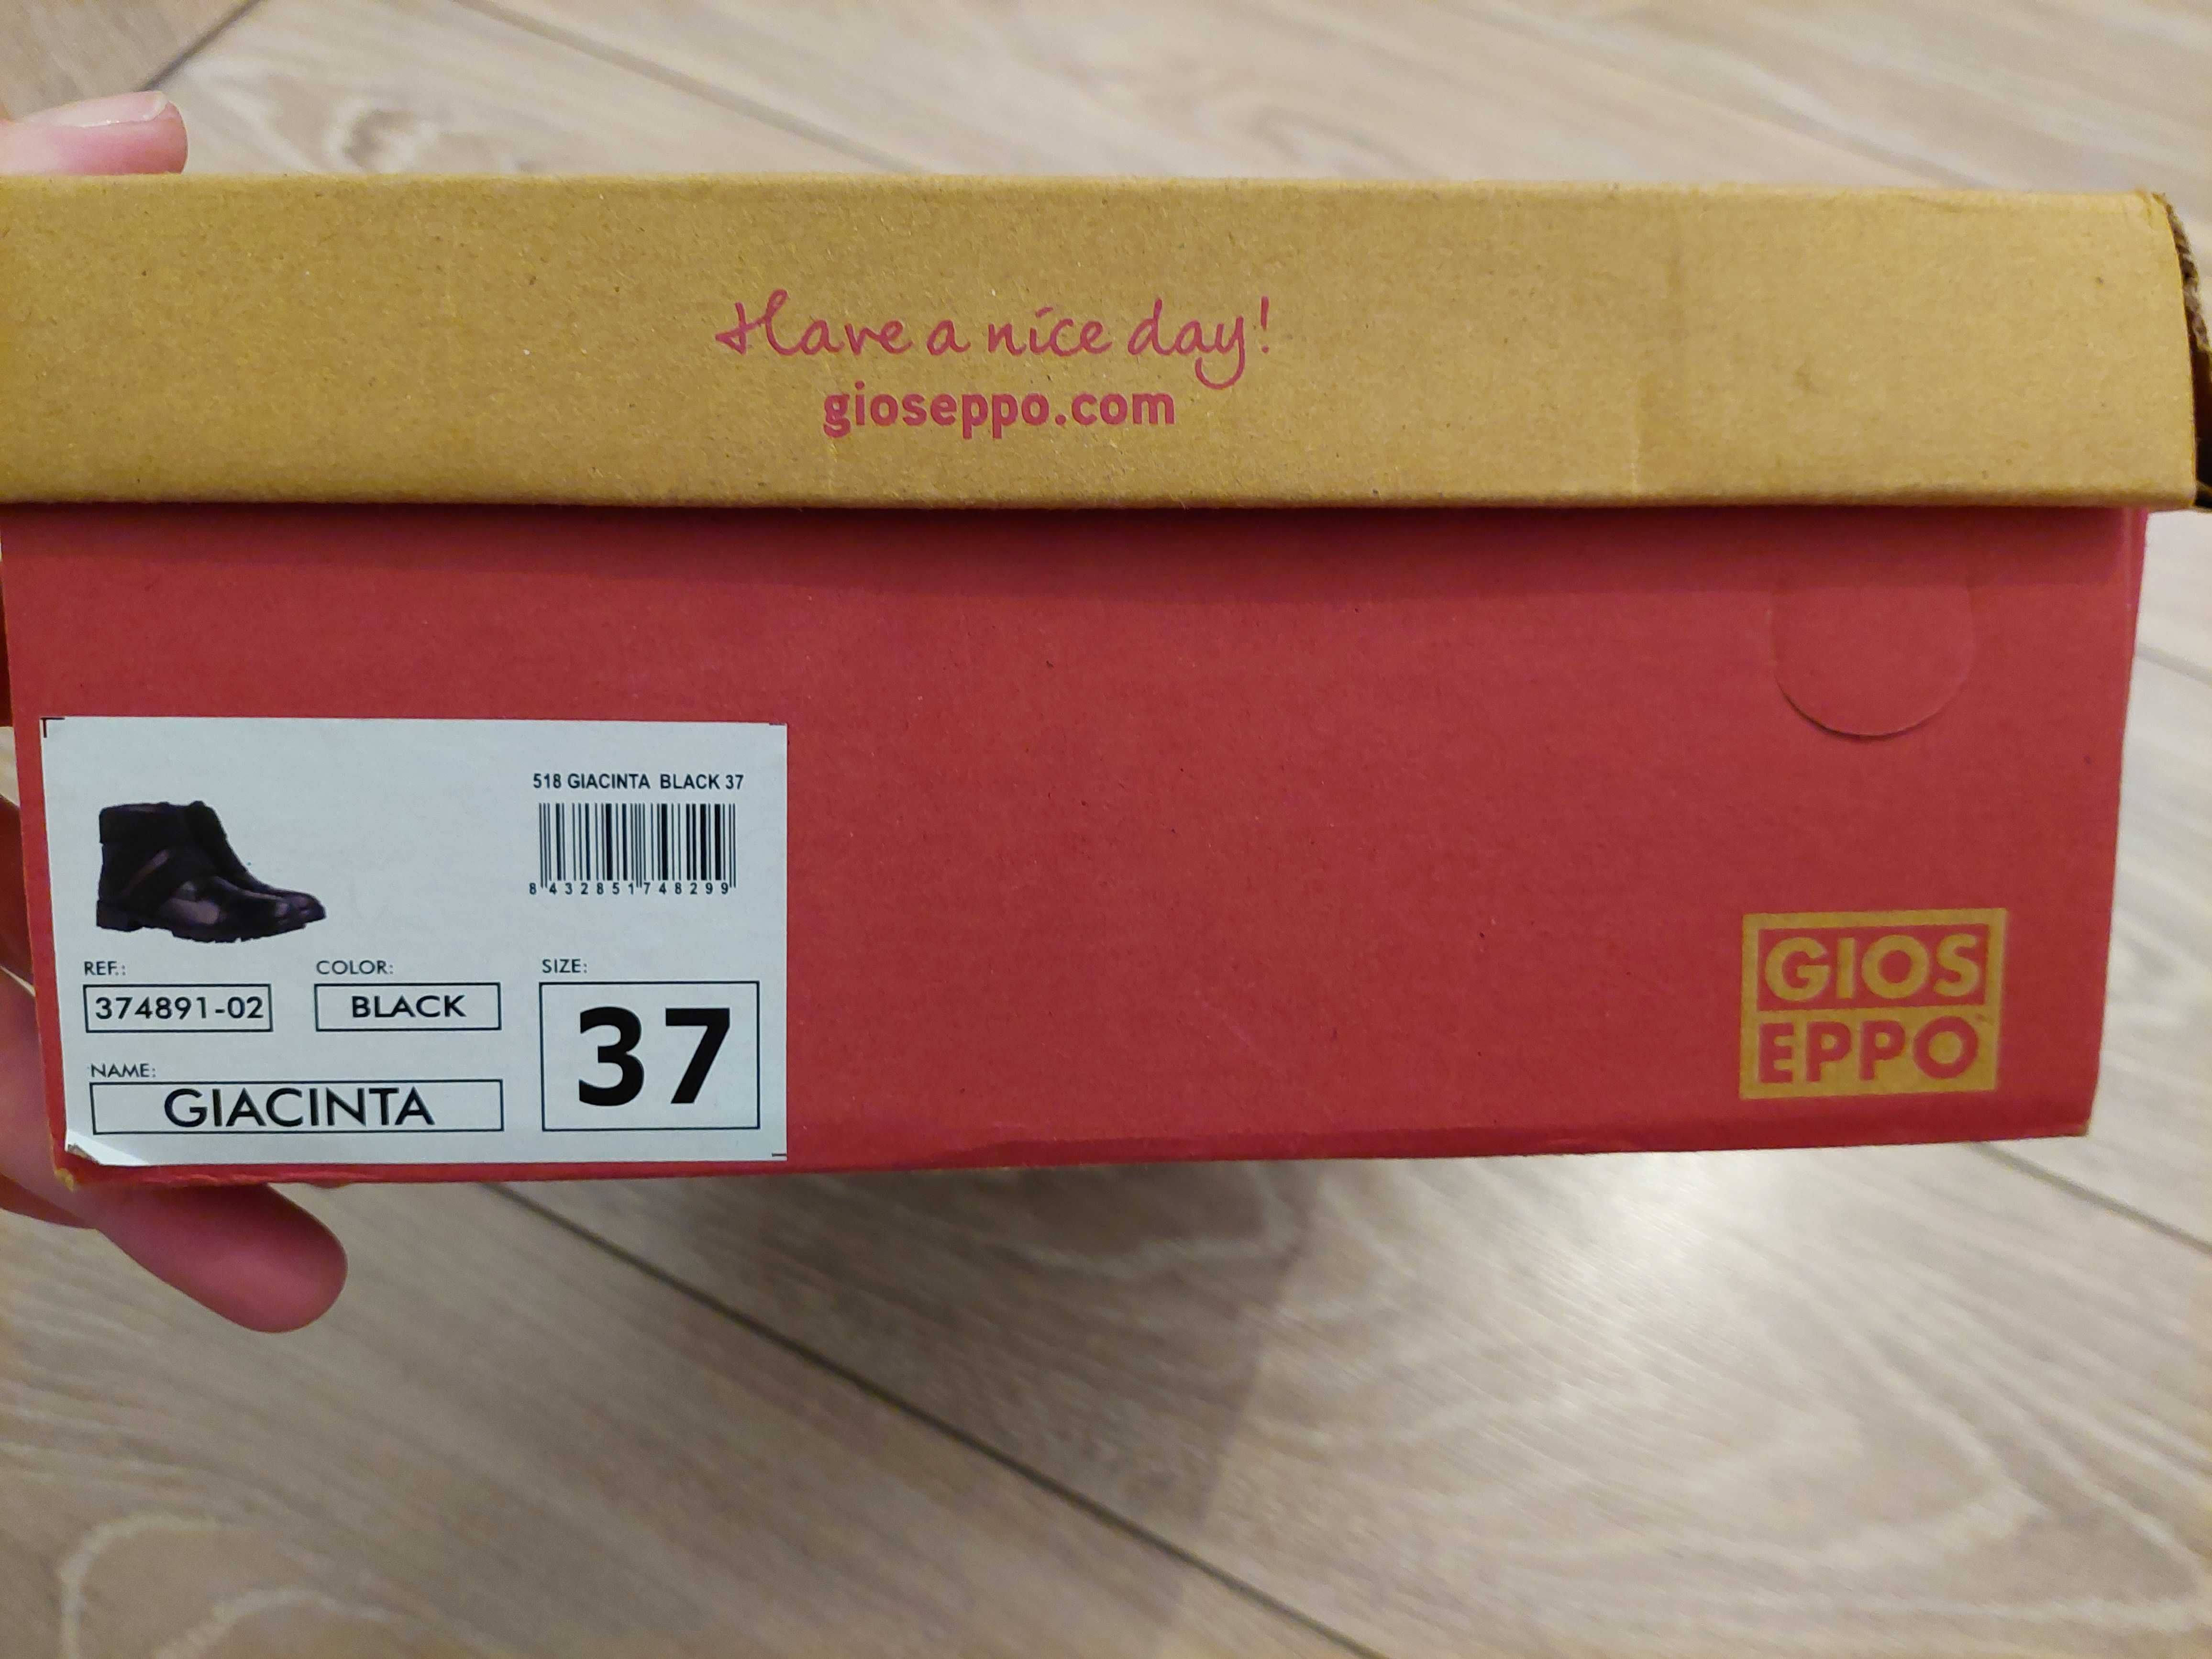 Have a nice day!
gioseppo.com
518 GIACINTA BLACK 37
8 432851 748299
REF.:
374891-02
COLOR:
BLACK
SIZE:
37
NAME:
GIACINTA
GIOS
EPPO